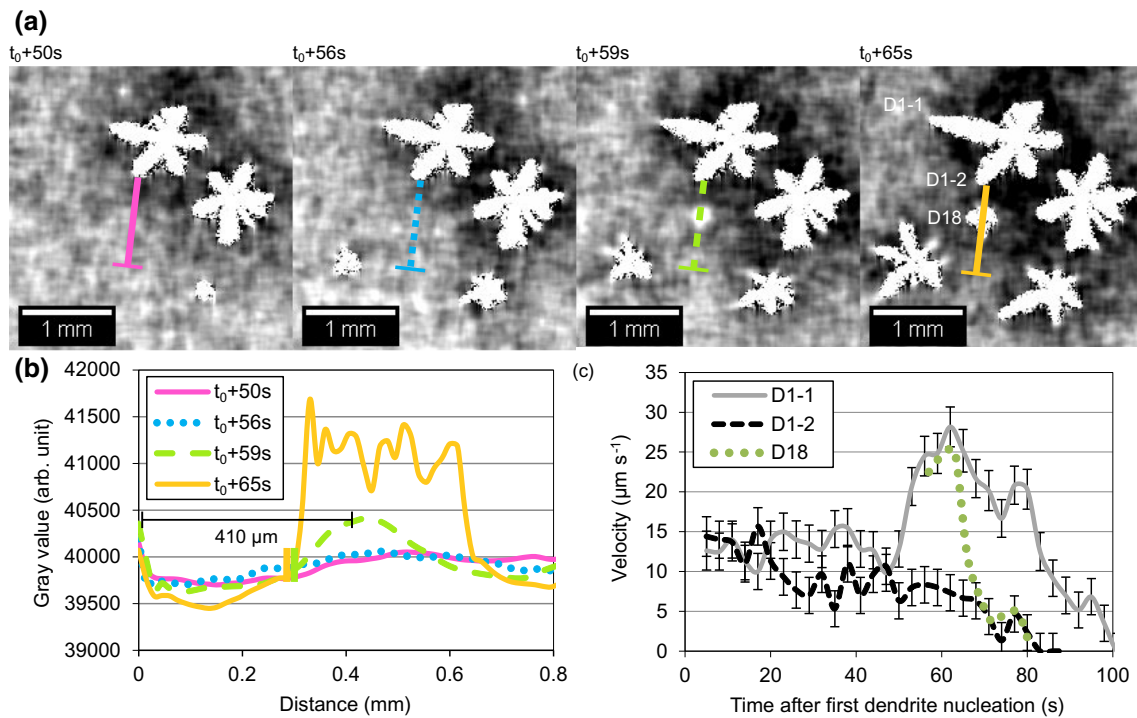 (a)
t0+50s
t0+56s
t0+59s
t0+65s
D1-1
D1-2
D18
1 mm
1 mm
1 mm
1 mm
(b)
42000
41500
41000
40500
40000
39500
39000
Gray value (arb. unit)
t0+50s
t0+56s
t0+59s
t0+65s
410 µm
0
0.2
0.4
0.6
0.8
Distance (mm)
(c)
35
30
25
20
15
10
5
0
Velocity (µm s⁻¹)
D1-1
D1-2
D18
0
20
40
60
80
100
Time after first dendrite nucleation (s)